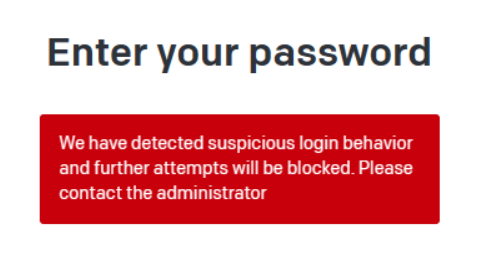 Enter your password
We have detected suspicious login behavior
and further attempts will be blocked. Please
contact the administrator